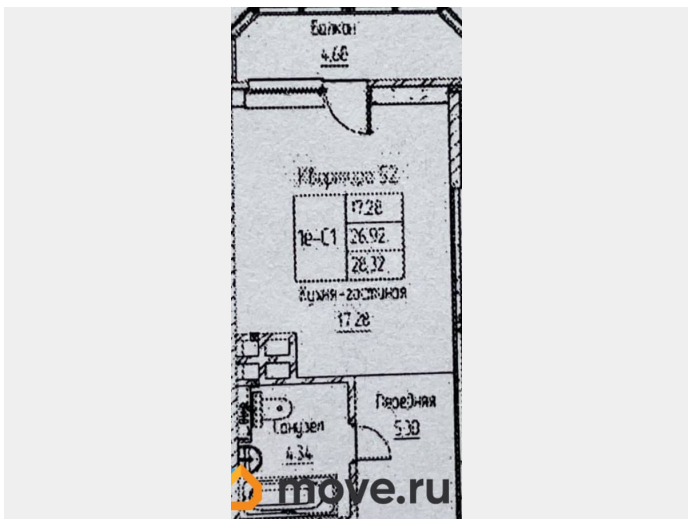 Балкон
4.68
Квартира 52
1е-С1
17.28
26.92
28.32
Кухня-гостиная
17.28
Передняя
5.30
Санузел
4.34
move.ru